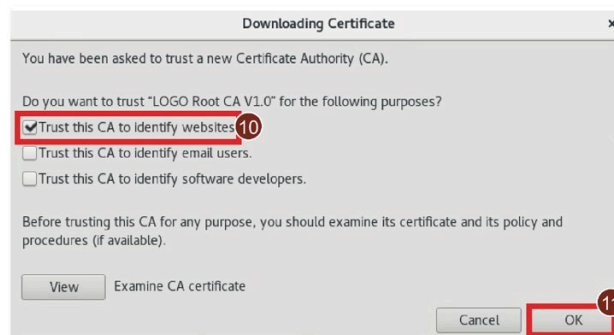 Downloading Certificate
You have been asked to trust a new Certificate Authority (CA).
Do you want to trust "LOGO Root CA V1.0" for the following purposes?
Trust this CA to identify websites 10
Trust this CA to identify email users.
Trust this CA to identify software developers.
Before trusting this CA for any purpose, you should examine its certificate and its policy and
procedures (if available).
View Examine CA certificate
Cancel OK 11